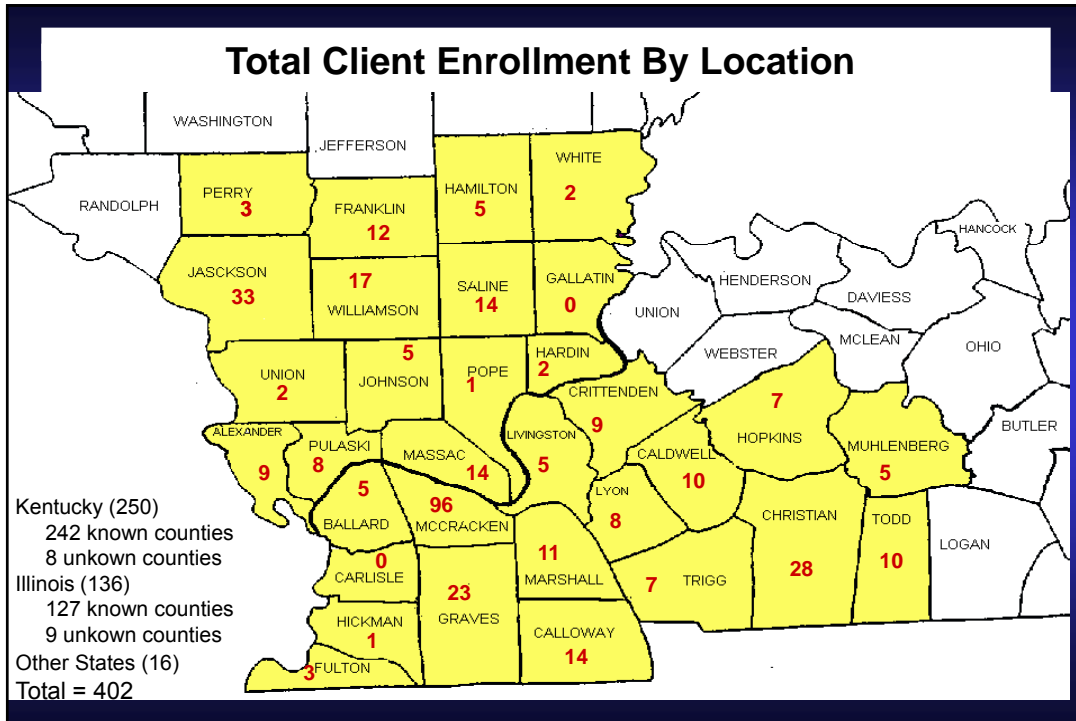 Total Client Enrollment By Location
WASHINGTON
JEFFERSON
RANDOLPH
PERRY
3
FRANKLIN
12
HAMILTON
5
WHITE
2
JASCKSON
33
17
WILLIAMSON
SALINE
14
GALLATIN
0
UNION
HENDERSON
DAVIESS
HANCOCK
WEBSTER
MCLEAN
OHIO
BUTLER
UNION
2
5
JOHNSON
POPE
1
HARDIN
2
CRITTENDEN
9
7
HOPKINS
MUHLENBERG
5
ALEXANDER
9
PULASKI
8
MASSAC
14
LIVINGSTON
5
CALDWELL
10
LYON
8
5
BALLARD
96
MCCRACKEN
CHRISTIAN
28
TODD
10
LOGAN
0
CARLISLE
23
GRAVES
11
MARSHALL
7 TRIGG
HICKMAN
1
CALLOWAY
14
3 FULTON
Kentucky (250)
242 known counties
8 unkown counties
Illinois (136)
127 known counties
9 unkown counties
Other States (16)
Total = 402